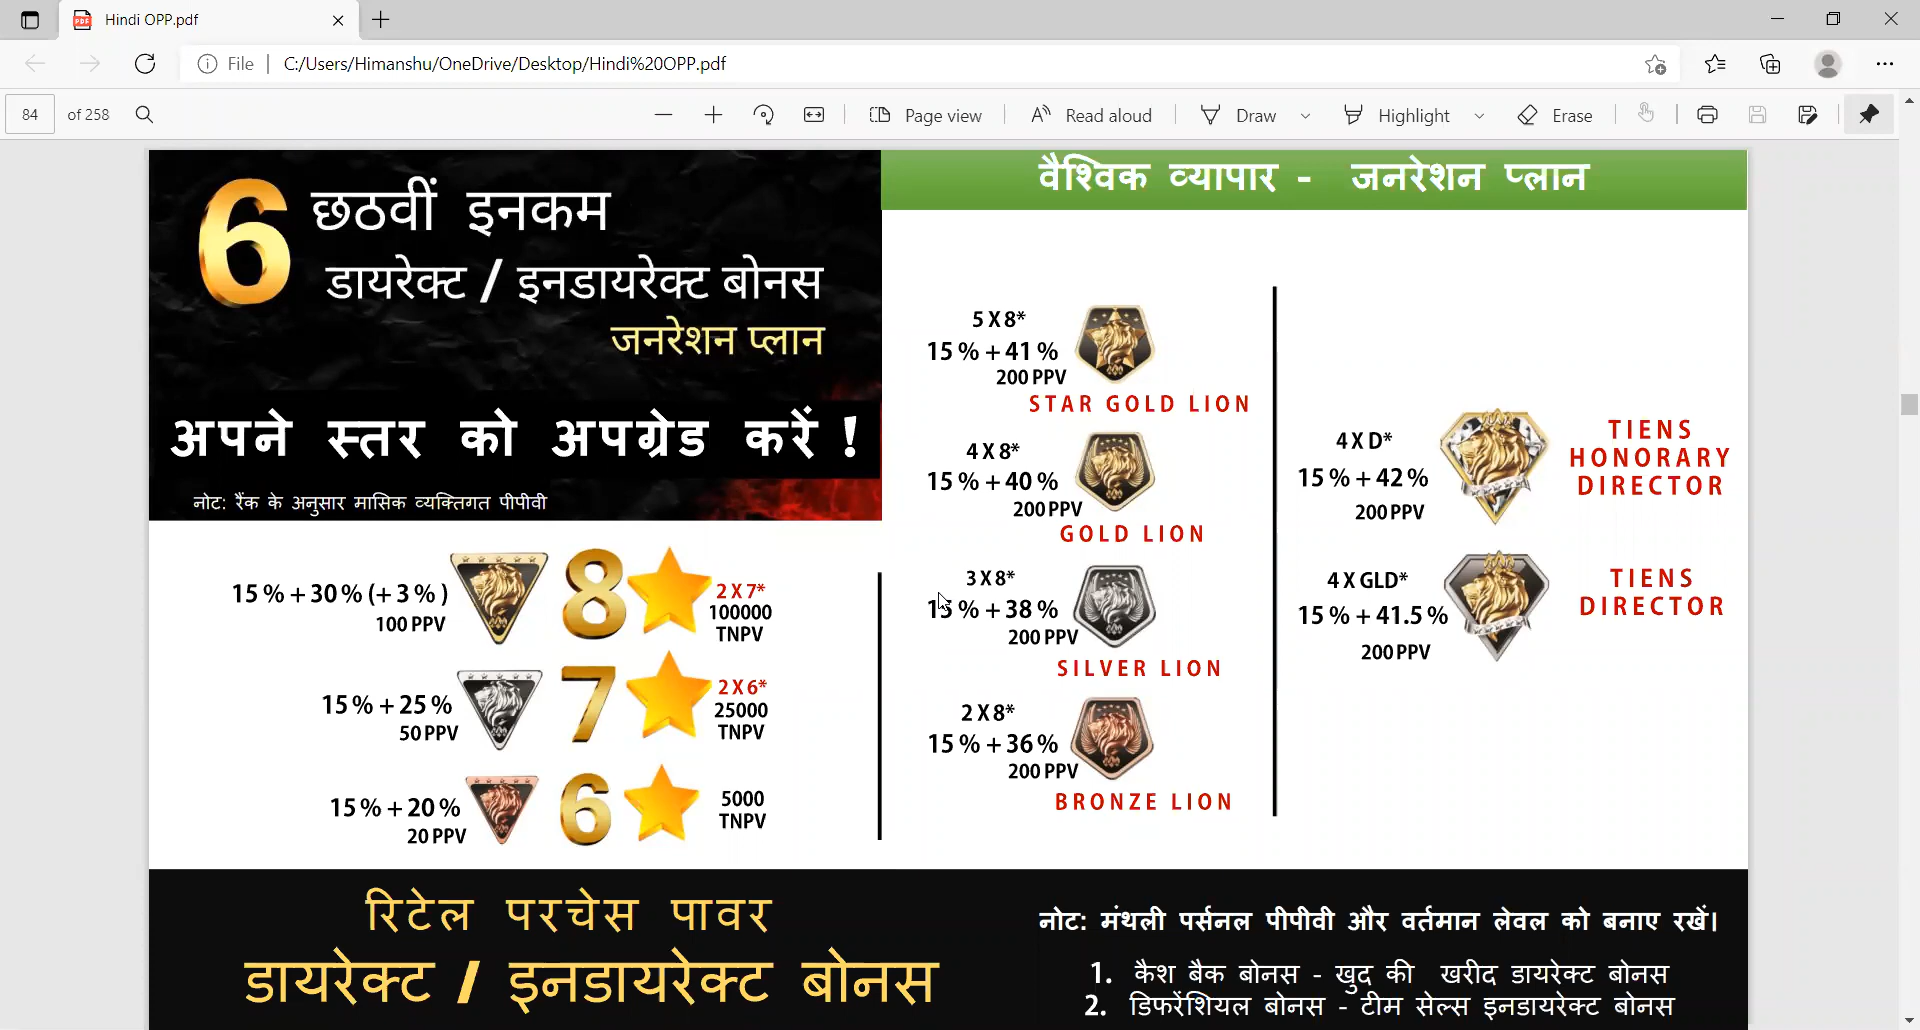 Hindi OPP.pdf
File
C:/Users/Himanshu/OneDrive/Desktop/Hindi%20OPP.pdf
84 of 258
Page view
Read aloud
Draw
Highlight
Erase
6 छठवीं इनकम
डायरेक्ट / इनडायरेक्ट बोनस
जनरेशन प्लान
अपने स्तर को अपग्रेड करें !
नोट: रैंक के अनुसार मासिक व्यक्तिगत पीपीवी
15 % + 30 % (+ 3 % )
100 PPV
8
2 X 7*
100000
TNPV
15 % + 25 %
50 PPV
7
2 X 6*
25000
TNPV
15 % + 20 %
20 PPV
6
5000
TNPV
वैश्विक व्यापार - जनरेशन प्लान
5 X 8*
15 % + 41 %
200 PPV
STAR GOLD LION
4 X 8*
15 % + 40 %
200 PPV
GOLD LION
3 X 8*
15 % + 38 %
200 PPV
SILVER LION
2 X 8*
15 % + 36 %
200 PPV
BRONZE LION
4 X D*
15 % + 42 %
200 PPV
TIENS
HONORARY
DIRECTOR
4 X GLD*
15 % + 41.5 %
200 PPV
TIENS
DIRECTOR
रिटेल परचेस पावर
डायरेक्ट / इनडायरेक्ट बोनस
नोट: मंथली पर्सनल पीपीवी और वर्तमान लेवल को बनाए रखें।
1. कैश बैक बोनस - खुद की खरीद डायरेक्ट बोनस
2. डिफरेंशियल बोनस - टीम सेल्स इनडायरेक्ट बोनस